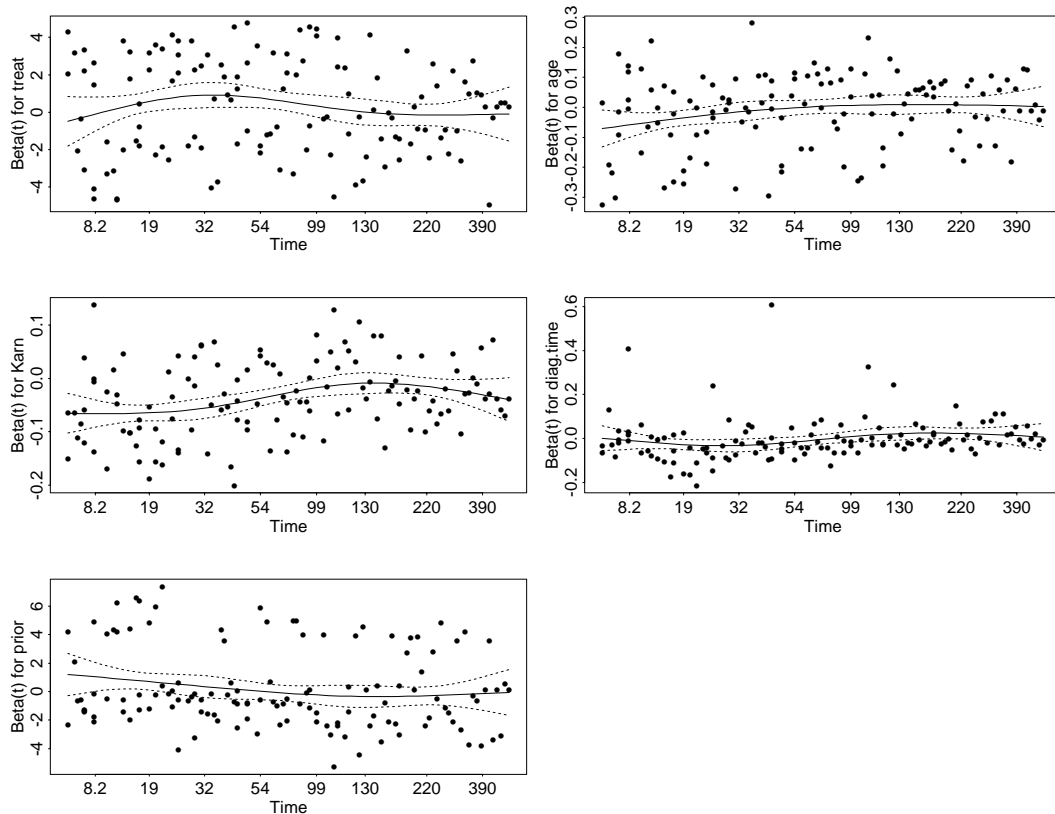 Beta(t) for treat
4
2
0
-2
-4
8.2 19 32 54 99 130 220 390
Time
Beta(t) for age
0.3
0.2
0.1
0.0
-0.1
-0.2
-0.3
8.2 19 32 54 99 130 220 390
Time
Beta(t) for Karn
0.1
0.0
-0.1
-0.2
8.2 19 32 54 99 130 220 390
Time
Beta(t) for diag.time
0.6
0.4
0.2
0.0
-0.2
8.2 19 32 54 99 130 220 390
Time
Beta(t) for prior
6
4
2
0
-2
-4
8.2 19 32 54 99 130 220 390
Time